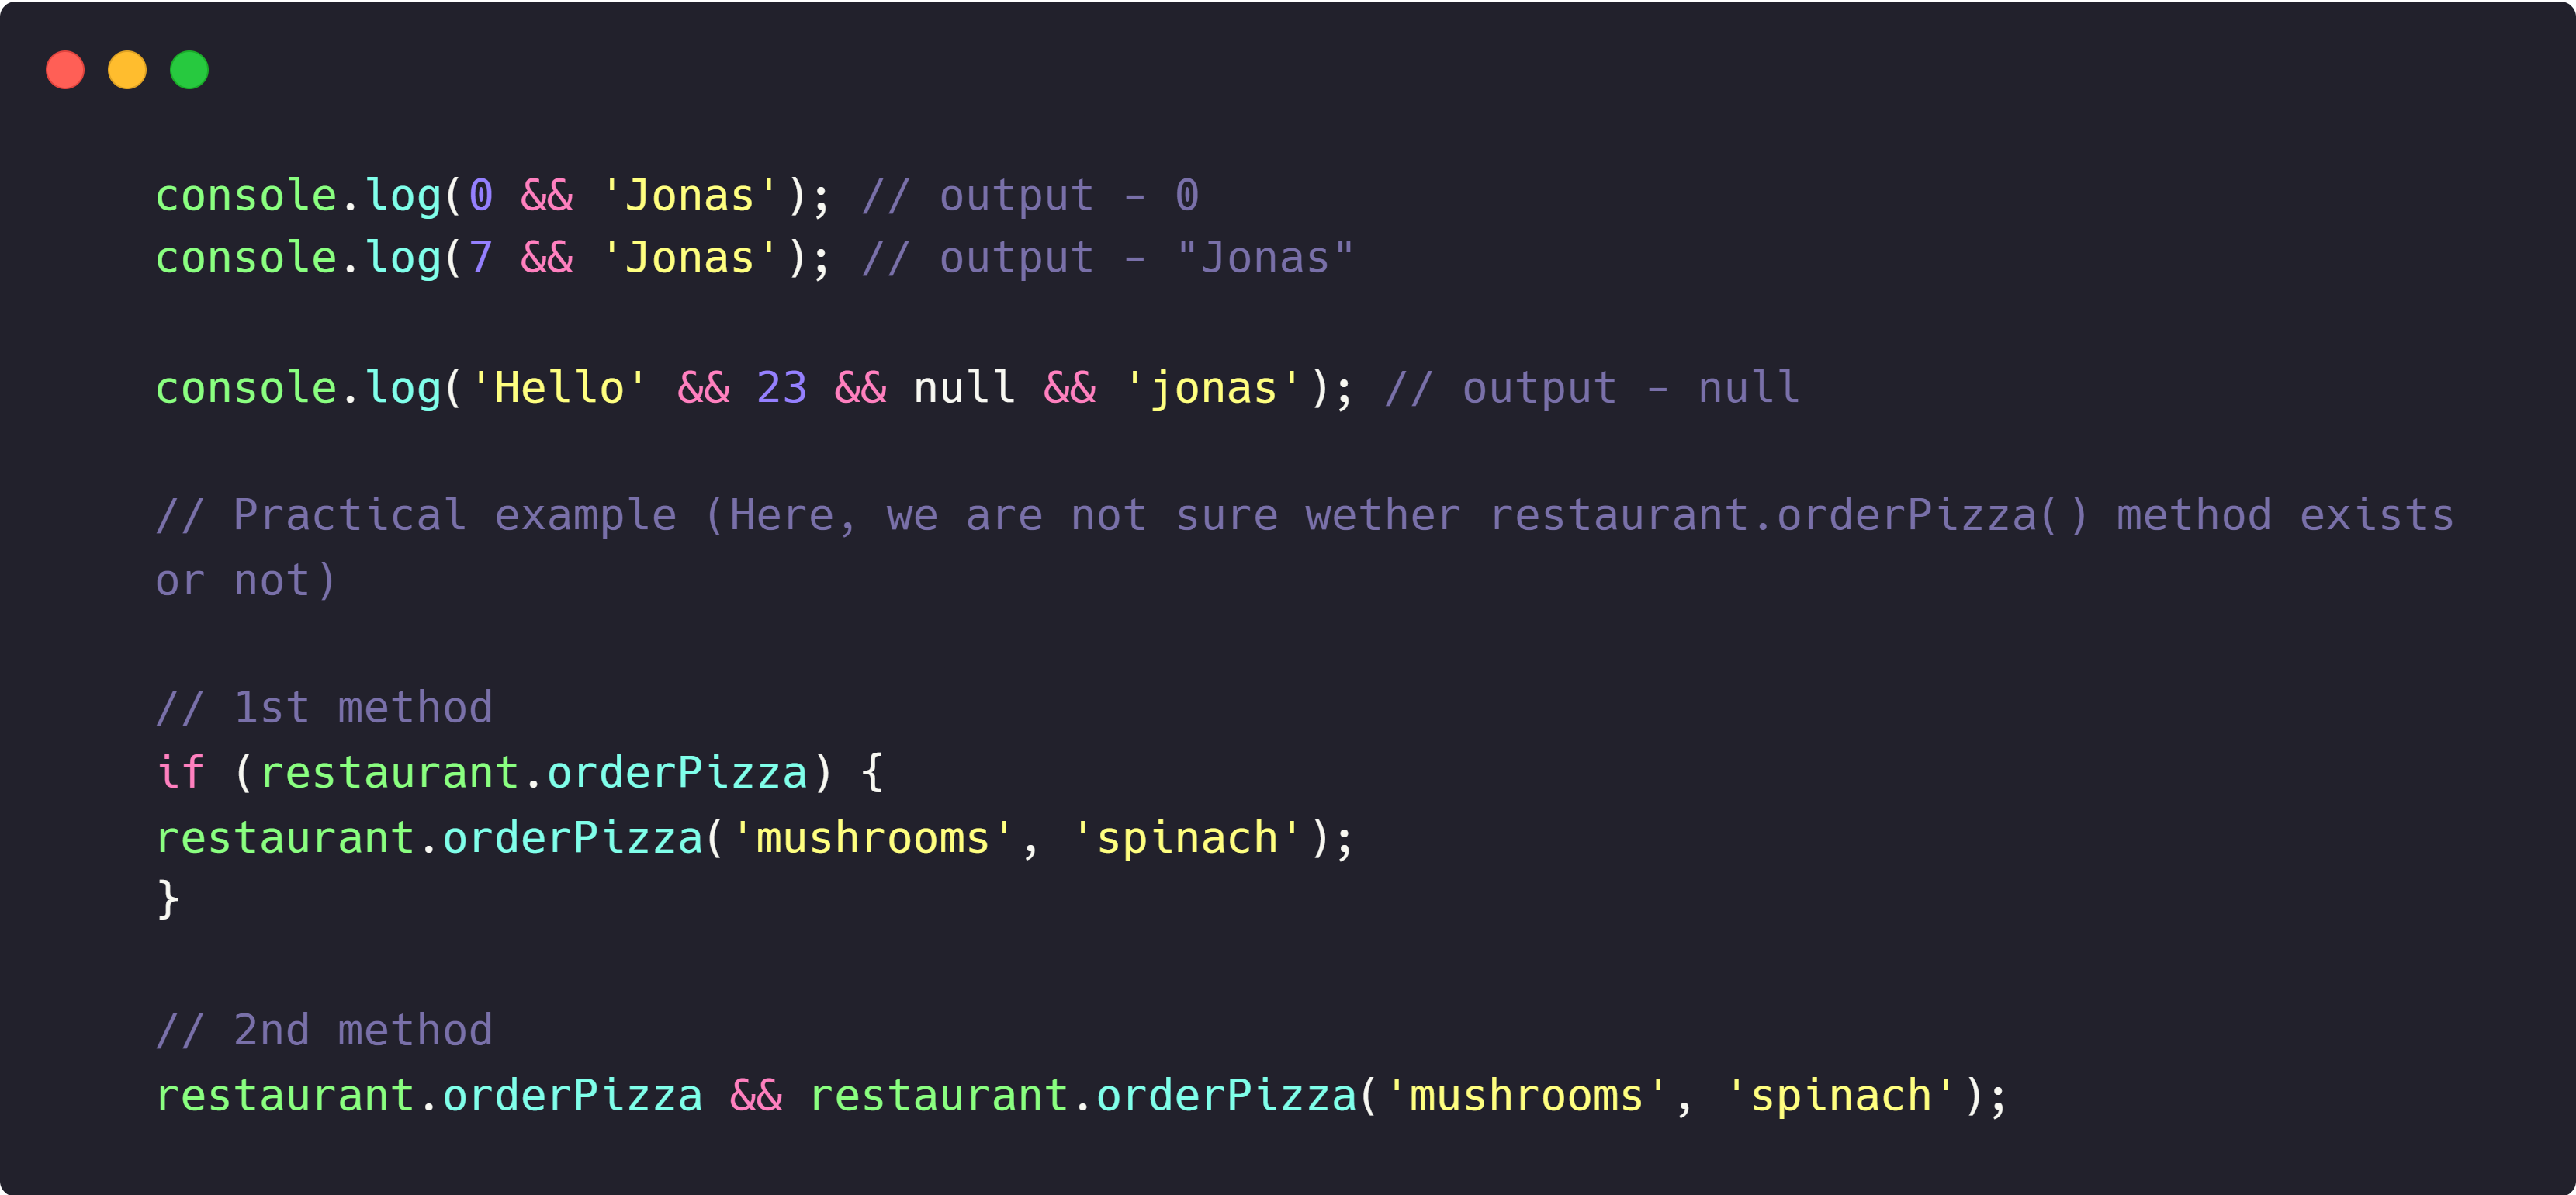 console.log(0 && 'Jonas'); // output - 0
console.log(7 && 'Jonas'); // output - "Jonas"
console.log('Hello' && 23 && null && 'jonas'); // output - null
// Practical example (Here, we are not sure wether restaurant.orderPizza() method exists
or not)
// 1st method
if (restaurant.orderPizza) {
restaurant.orderPizza('mushrooms', 'spinach');
}
// 2nd method
restaurant.orderPizza && restaurant.orderPizza('mushrooms', 'spinach');